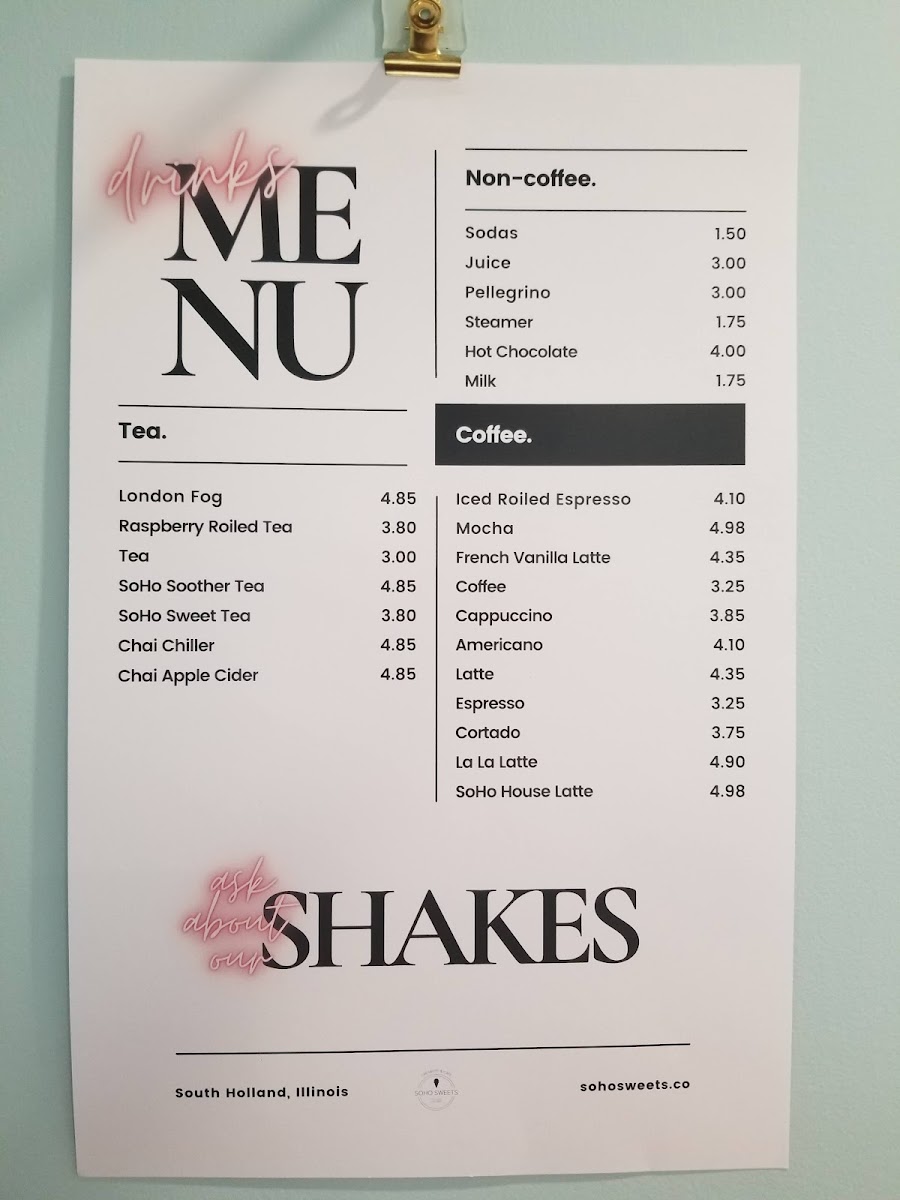 drinks
ME
NU
Non-coffee.
Sodas 1.50
Juice 3.00
Pellegrino 3.00
Steamer 1.75
Hot Chocolate 4.00
Milk 1.75
Tea.
London Fog 4.85
Raspberry Roiled Tea 3.80
Tea 3.00
SoHo Soother Tea 4.85
SoHo Sweet Tea 3.80
Chai Chiller 4.85
Chai Apple Cider 4.85
Coffee.
Iced Roiled Espresso 4.10
Mocha 4.98
French Vanilla Latte 4.35
Coffee 3.25
Cappuccino 3.85
Americano 4.10
Latte 4.35
Espresso 3.25
Cortado 3.75
La La Latte 4.90
SoHo House Latte 4.98
ask
about
our
SHAKES
South Holland, Illinois
SOHO SWEETS
sohosweets.co